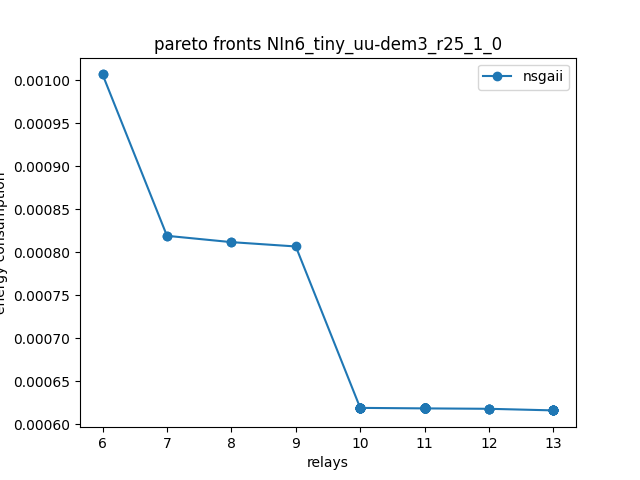 pareto fronts NIn6_tiny_uu-dem3_r25_1_0
nsgaii
0.00100
0.00095
0.00090
0.00085
0.00080
0.00075
0.00070
0.00065
0.00060
energy consumption
6 7 8 9 10 11 12 13
relays